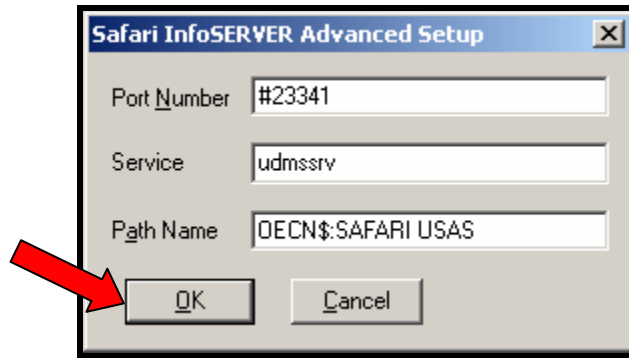 Safari InfoSERVER Advanced Setup
Port Number #23341
Service udmssrv
Path Name OECN$:SAFARI USAS
OK Cancel